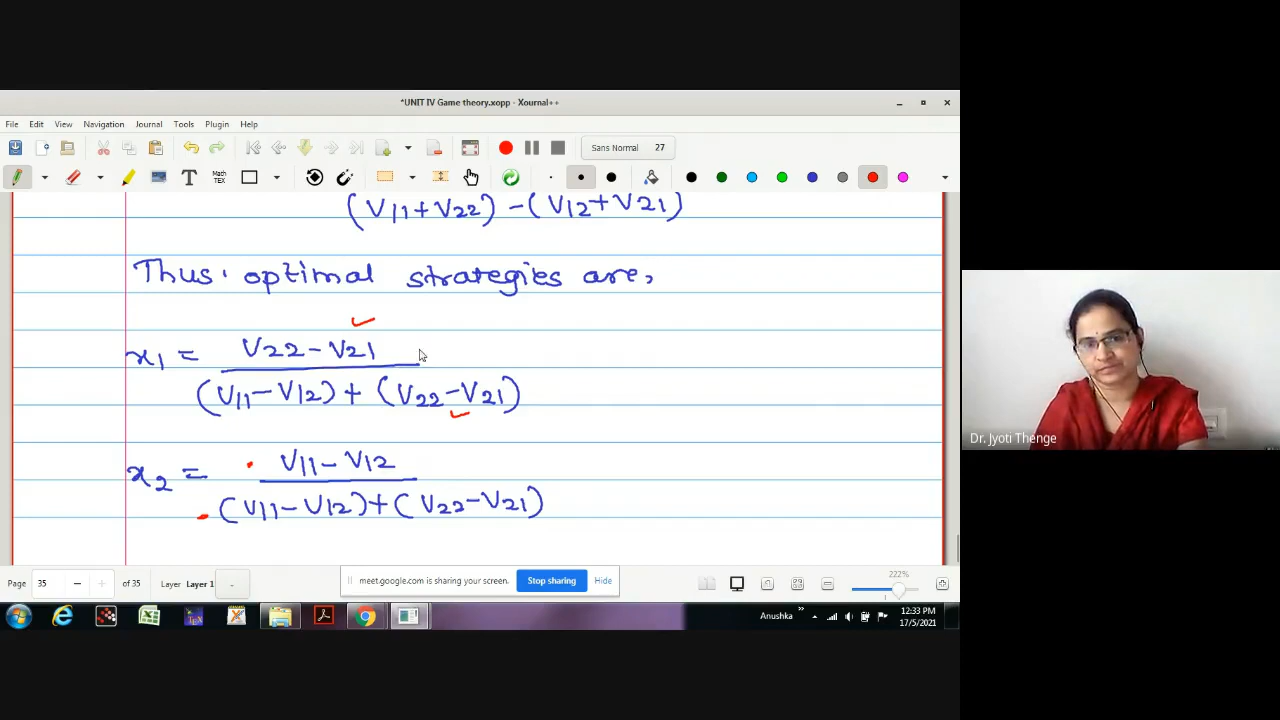 *UNIT IV Game theory.xopp - Xournal++
File Edit View Navigation Journal Tools Plugin Help
Sans Normal 27
Math
TEX
(V11+V22) - (V12+V21)
Thus. optimal strategies are,
x1 = V22-V21
(V11-V12) + (V22-V21)
x2 = V11-V12
(V11-V12)+(V22-V21)
Dr. Jyoti Thenge
Page 35 of 35 Layer Layer 1
meet.google.com is sharing your screen. Stop sharing Hide
222%
Anushka
12:33 PM
17/5/2021